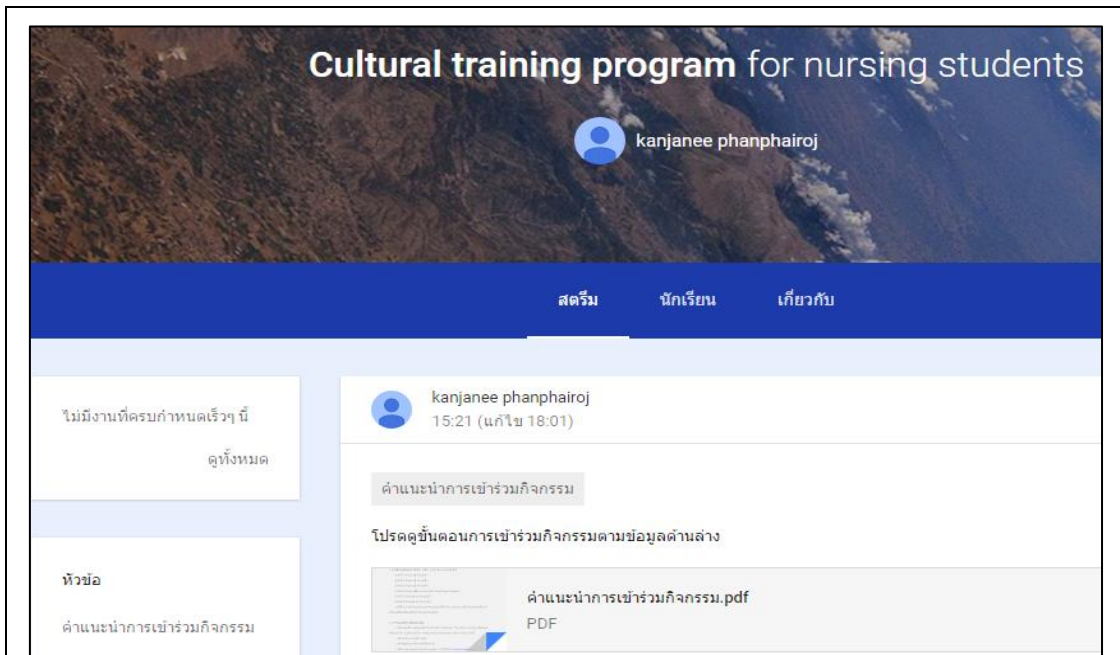 Cultural training program for nursing students
kanjanee phanphairoj
สตรีม นักเรียน เกี่ยวกับ
ไม่มีงานที่ครบกำหนดเร็วๆ นี้
ดูทั้งหมด
หัวข้อ
คำแนะนำการเข้าร่วมกิจกรรม
kanjanee phanphairoj
15:21 (แก้ไข 18:01)
คำแนะนำการเข้าร่วมกิจกรรม
โปรดดูขั้นตอนการเข้าร่วมกิจกรรมตามข้อมูลด้านล่าง
คำแนะนำการเข้าร่วมกิจกรรม.pdf
PDF